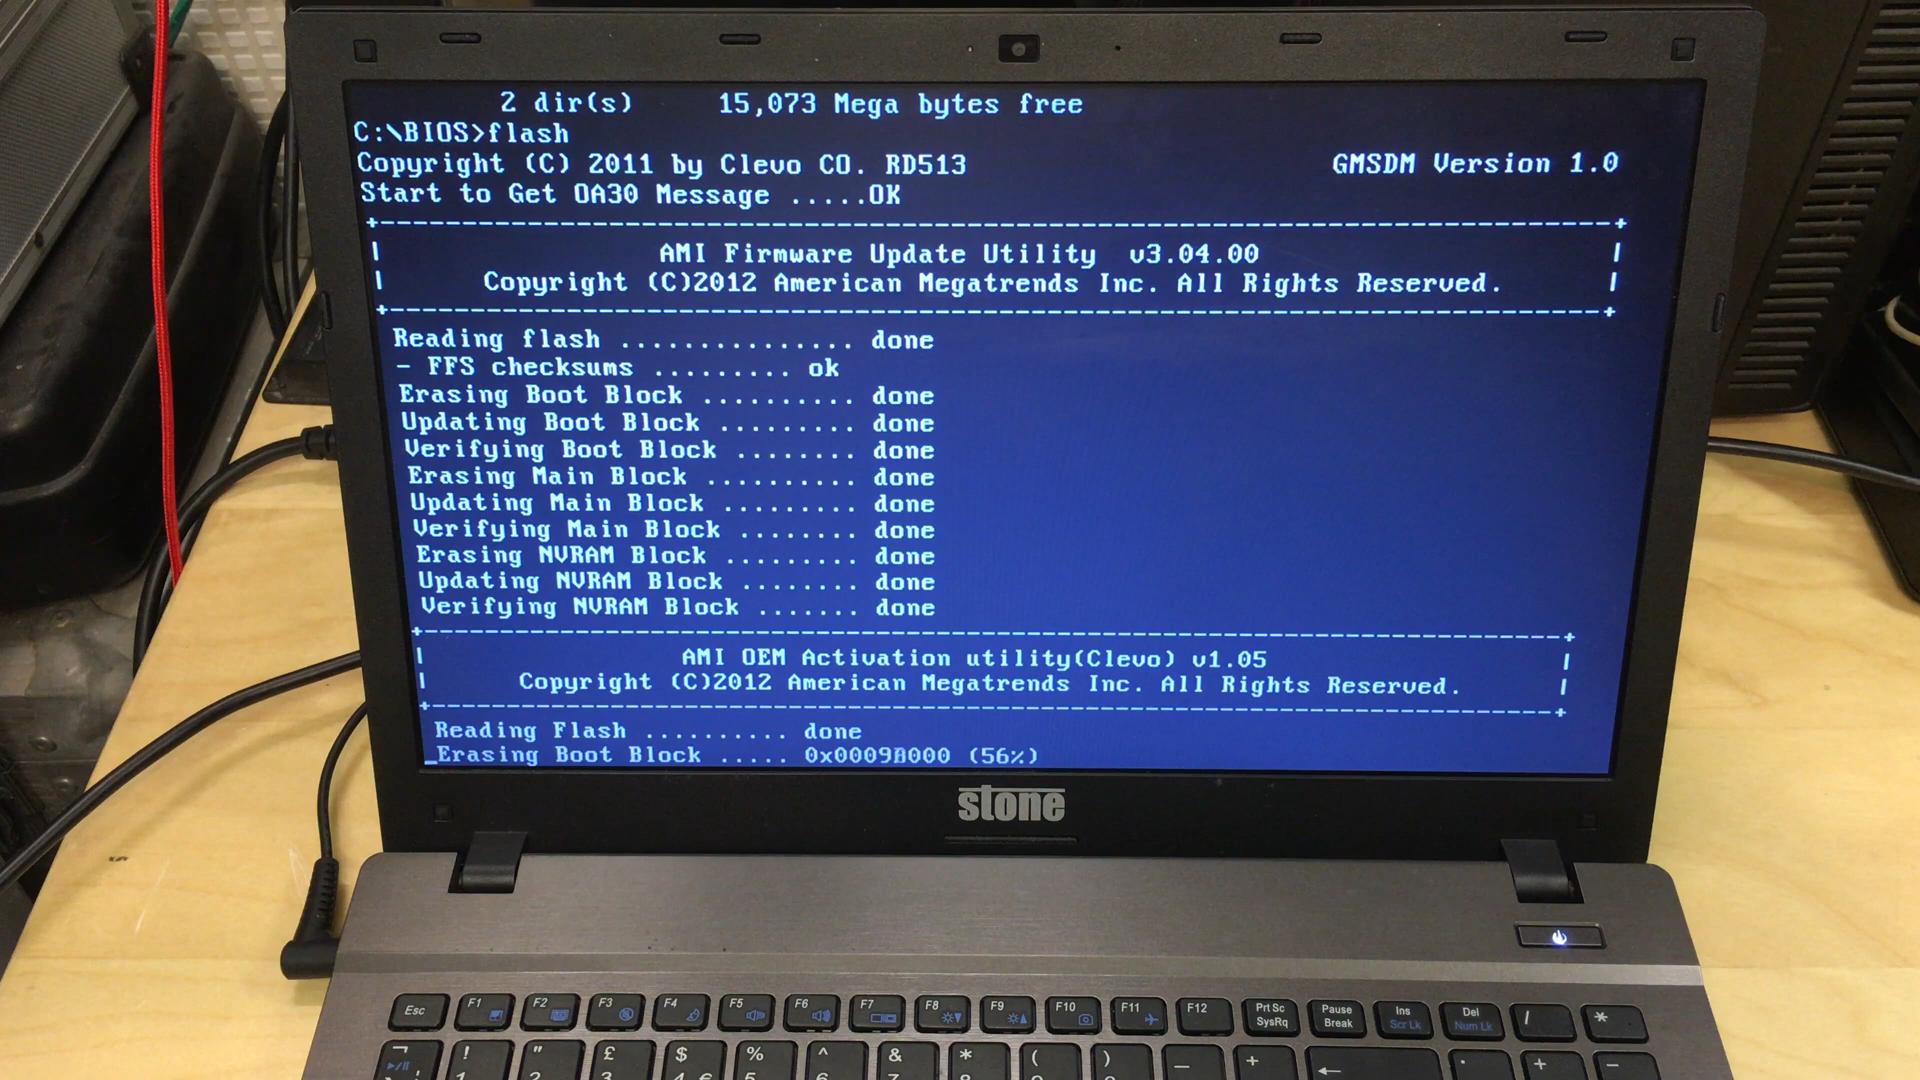 2 dir(s) 15,073 Mega bytes free
C:\BIOS>flash
Copyright (C) 2011 by Clevo CO. RD513 GMSDM Version 1.0
Start to Get OA30 Message .....OK
+---------------------------------------------------------------------------+
| AMI Firmware Update Utility v3.04.00 |
| Copyright (C)2012 American Megatrends Inc. All Rights Reserved. |
+---------------------------------------------------------------------------+
Reading flash ............... done
- FFS checksums ......... ok
Erasing Boot Block .......... done
Updating Boot Block ......... done
Verifying Boot Block ........ done
Erasing Main Block .......... done
Updating Main Block ......... done
Verifying Main Block ........ done
Erasing NVRAM Block ......... done
Updating NVRAM Block ........ done
Verifying NVRAM Block ....... done
+---------------------------------------------------------------------------+
| AMI OEM Activation utility(Clevo) v1.05 |
| Copyright (C)2012 American Megatrends Inc. All Rights Reserved. |
+---------------------------------------------------------------------------+
Reading Flash .......... done
Erasing Boot Block ..... (56%)
stone
Esc F1 F2 F3 F4 F5 F6 F7 F8 F9 F10 F11 F12 Prt Sc SysRq Pause Break Ins Scr Lk Del Num Lk / *
¬ ! " £ $ % ^ & * ( ) _ + ← + −